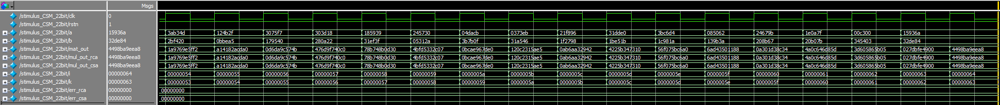 Msgs
/stimulus_CSM_22bit/clk 0
/stimulus_CSM_22bit/rstn 1
/stimulus_CSM_22bit/a 15936a 3ab34d 124b2f 3075f7 303d18 185939 245730 04dacb 0373eb 21f896 31dde0 3bc6d4 085062 24679b 1e0a7f 00c300 15936a
/stimulus_CSM_22bit/b 32de84 2bf420 0bbea5 179540 280a22 31ef3f 05312a 3b7b0f 31a546 1f2798 1be51b 1c981a 139b3a 208b67 20b07b 345403 32de84
/stimulus_CSM_22bit/mat_out 4498ba9eea8 1a9769e5ff2 a14182acda0 0d6da9c574b 476d9f740c0 78b748b0d30 4bfd5332c07 0bcae967de0 120c2315ae5 0ab6aa32942 4225b347310 56f075bc6a0 6ad43501188 0a301d38c34 4a0c646d85d 3d605865b05 027dbfe4900 4498ba9eea8
/stimulus_CSM_22bit/mul_out_rca 4498ba9eea8 1a9769e5ff2 a14182acda0 0d6da9c574b 476d9f740c0 78b748b0d30 4bfd5332c07 0bcae967de0 120c2315ae5 0ab6aa32942 4225b347310 56f075bc6a0 6ad43501188 0a301d38c34 4a0c646d85d 3d605865b05 027dbfe4900 4498ba9eea8
/stimulus_CSM_22bit/mul_out_csa 4498ba9eea8 1a9769e5ff2 a14182acda0 0d6da9c574b 476d9f740c0 78b748b0d30 4bfd5332c07 0bcae967de0 120c2315ae5 0ab6aa32942 4225b347310 56f075bc6a0 6ad43501188 0a301d38c34 4a0c646d85d 3d605865b05 027dbfe4900 4498ba9eea8
/stimulus_CSM_22bit/i 00000064 00000054 00000055 00000056 00000057 00000058 00000059 0000005a 0000005b 0000005c 0000005d 0000005e 0000005f 00000060 00000061 00000062 00000063 00000064
/stimulus_CSM_22bit/k 00000063 00000053 00000054 00000055 00000056 00000057 00000058 00000059 0000005a 0000005b 0000005c 0000005d 0000005e 0000005f 00000060 00000061 00000062 00000063
/stimulus_CSM_22bit/err_rca 00000000 00000000
/stimulus_CSM_22bit/err_csa 00000000 00000000